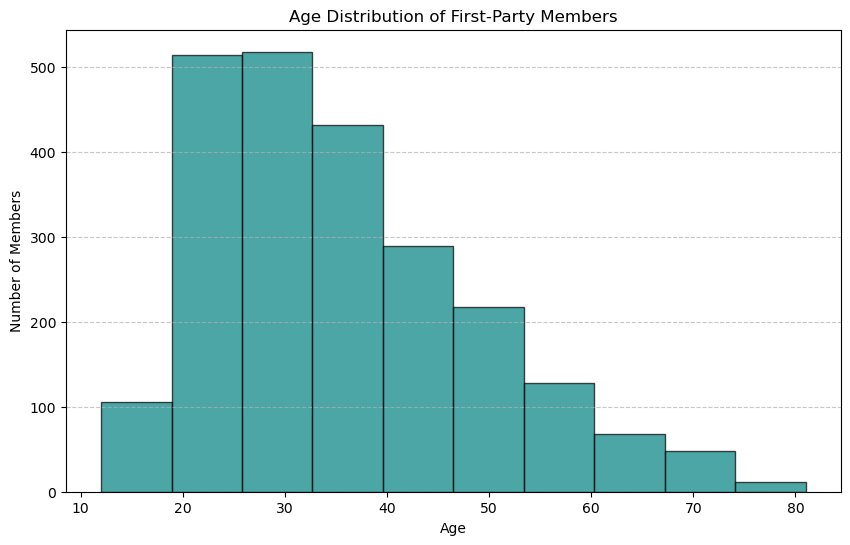 Age Distribution of First-Party Members
Number of Members
500
400
300
200
100
0
10 20 30 40 50 60 70 80
Age